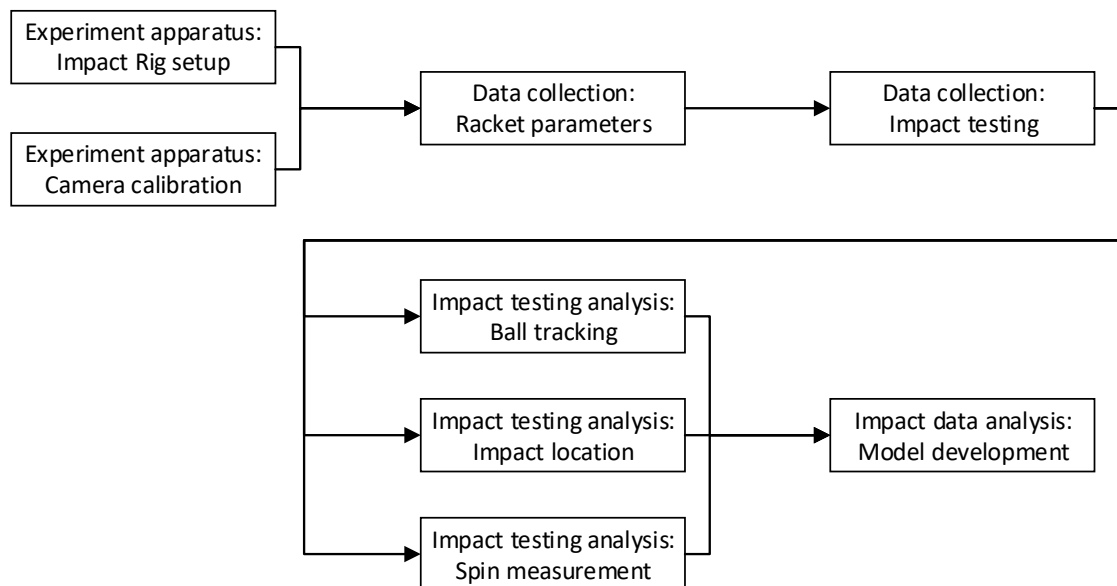 Experiment apparatus:
Impact Rig setup
Experiment apparatus:
Camera calibration
Data collection:
Racket parameters
Data collection:
Impact testing
Impact testing analysis:
Ball tracking
Impact testing analysis:
Impact location
Impact testing analysis:
Spin measurement
Impact data analysis:
Model development